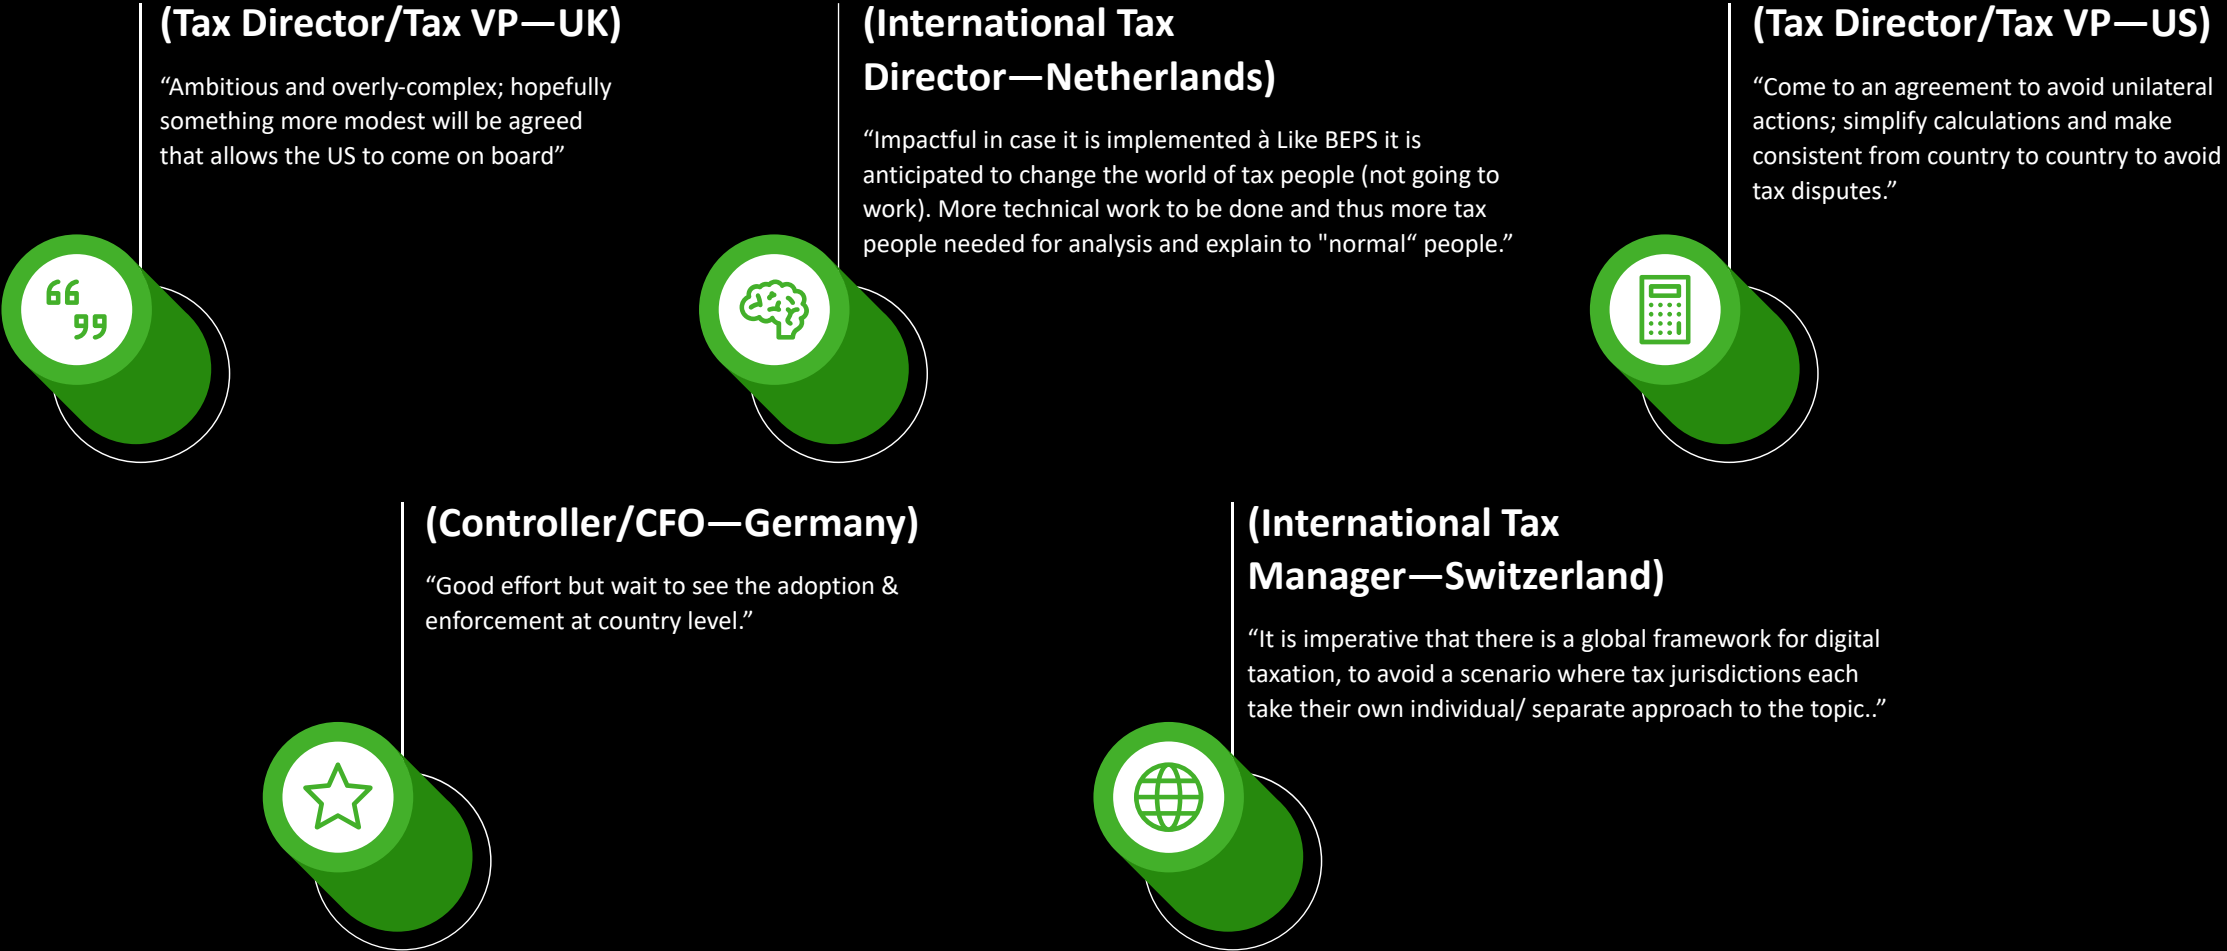 (Tax Director/Tax VP—UK)
“Ambitious and overly-complex; hopefully
something more modest will be agreed
that allows the US to come on board”
(International Tax
Director—Netherlands)
“Impactful in case it is implemented à Like BEPS it is
anticipated to change the world of tax people (not going to
work). More technical work to be done and thus more tax
people needed for analysis and explain to "normal“ people.”
(Tax Director/Tax VP—US)
“Come to an agreement to avoid unilateral
actions; simplify calculations and make
consistent from country to country to avoid
tax disputes.”
(Controller/CFO—Germany)
“Good effort but wait to see the adoption &
enforcement at country level.”
(International Tax
Manager—Switzerland)
“It is imperative that there is a global framework for digital
taxation, to avoid a scenario where tax jurisdictions each
take their own individual/ separate approach to the topic..”